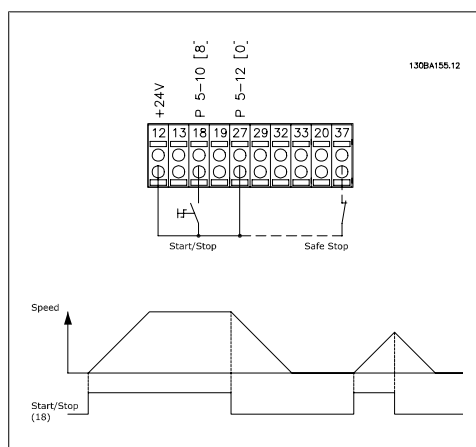 130BA155.12
+24V
P 5-10 [8]
P 5-12 [0]
12 13 18 19 27 29 32 33 20 37
Start/Stop
Safe Stop
Speed
Start/Stop
(18)